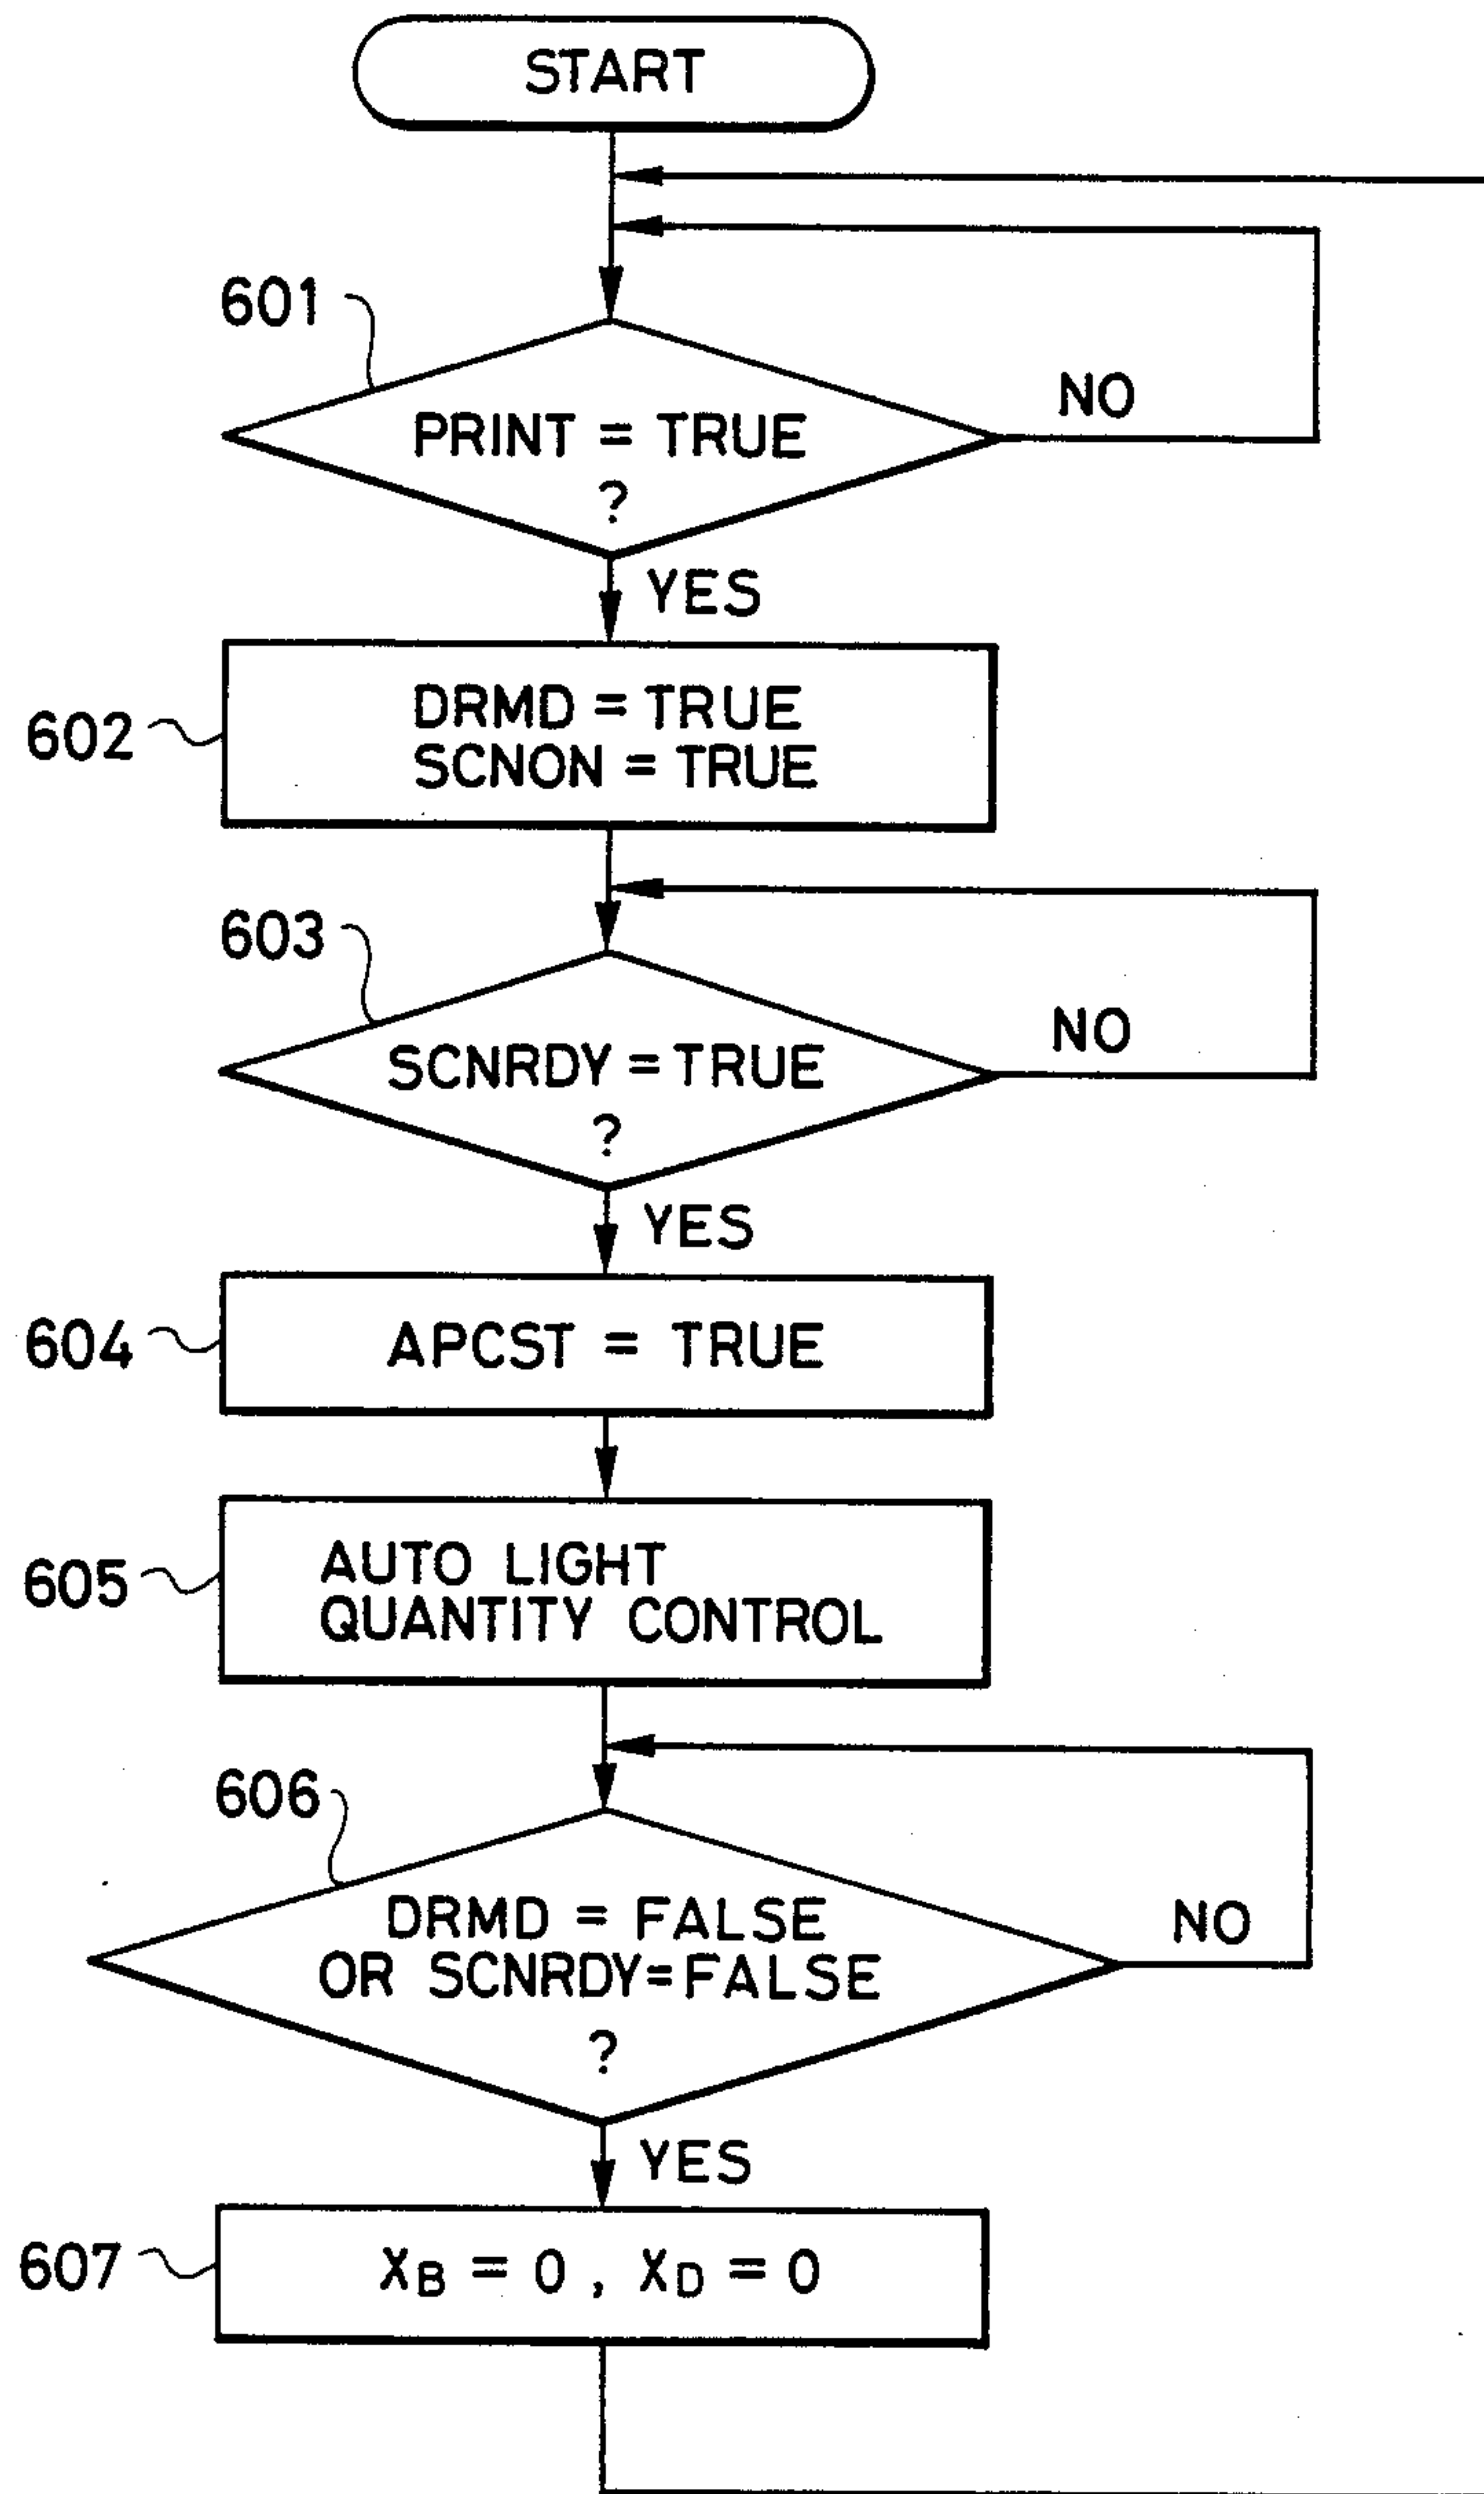 START
601
PRINT = TRUE
?
NO
YES
602
DRMD = TRUE
SCNON = TRUE
603
SCNRDY = TRUE
?
NO
YES
604
APCST = TRUE
605
AUTO LIGHT
QUANTITY CONTROL
606
DRMD = FALSE
OR SCNRDY=FALSE
?
NO
YES
607
XB = 0 , XD = 0